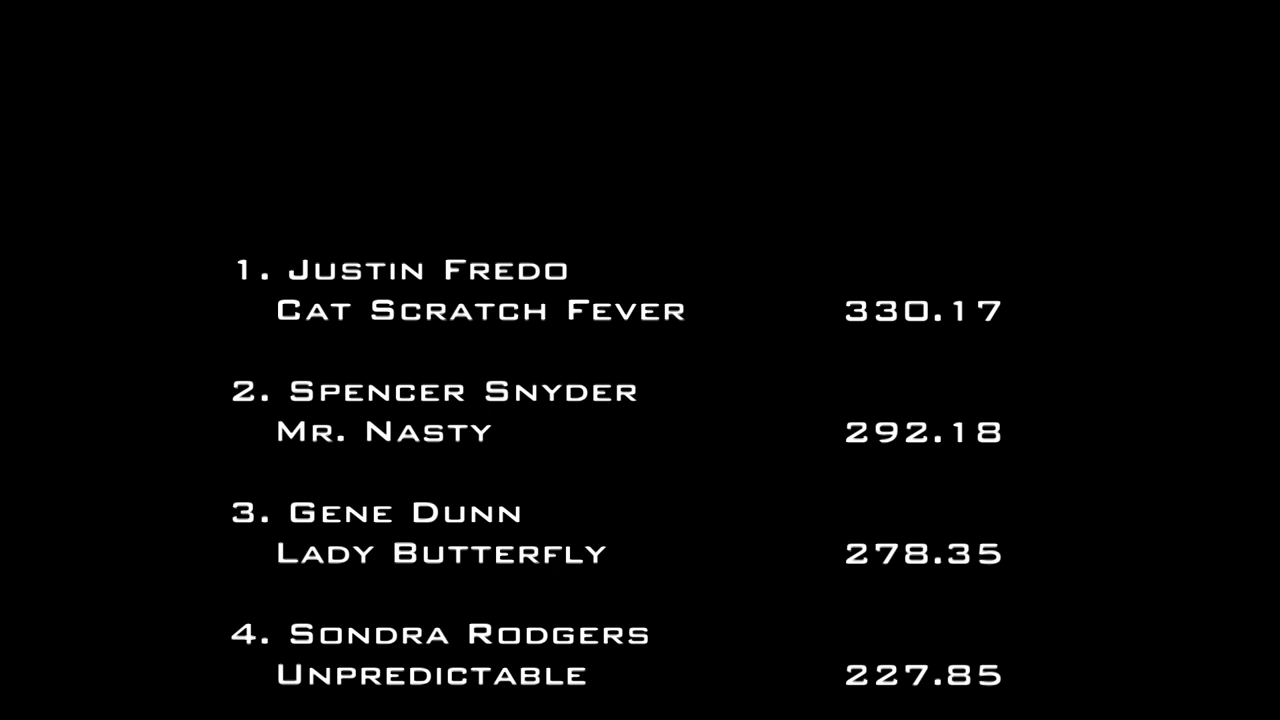 1. Justin Fredo
Cat Scratch Fever 330.17
2. Spencer Snyder
Mr. Nasty 292.18
3. Gene Dunn
Lady Butterfly 278.35
4. Sondra Rodgers
Unpredictable 227.85